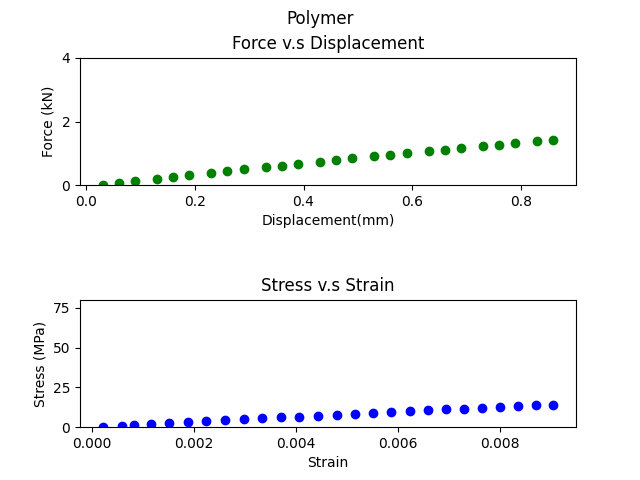 Polymer
Force v.s Displacement
4
2
0
Force (kN)
0.0 0.2 0.4 0.6 0.8
Displacement(mm)
Stress v.s Strain
75
50
25
0
Stress (MPa)
0.000 0.002 0.004 0.006 0.008
Strain